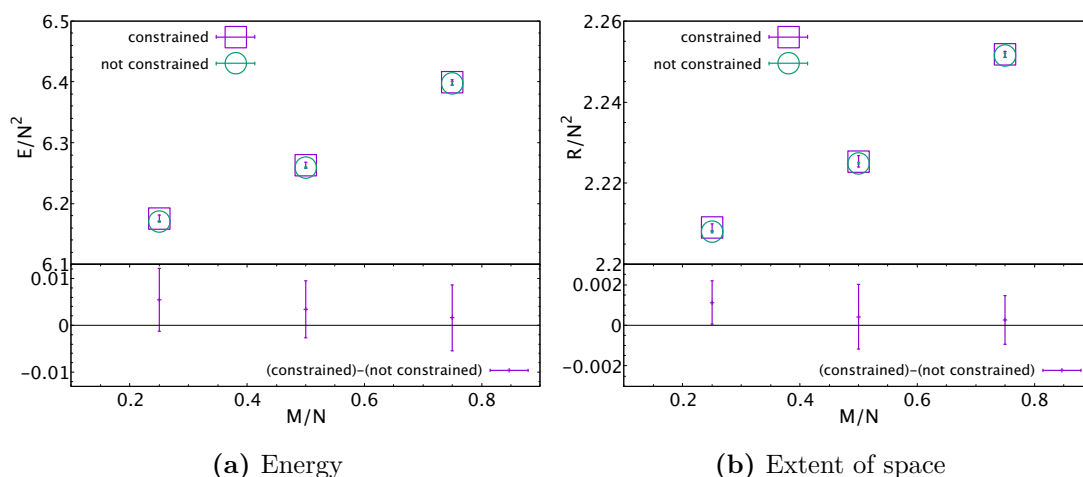 6.5
constrained
not constrained
6.4
E/N²
6.3
6.2
6.1
0.01
0
−0.01
(constrained)−(not constrained)
0.2 0.4 0.6 0.8
M/N
(a) Energy
2.26
constrained
not constrained
2.24
R/N²
2.22
2.2
0.002
0
−0.002
(constrained)−(not constrained)
0.2 0.4 0.6 0.8
M/N
(b) Extent of space